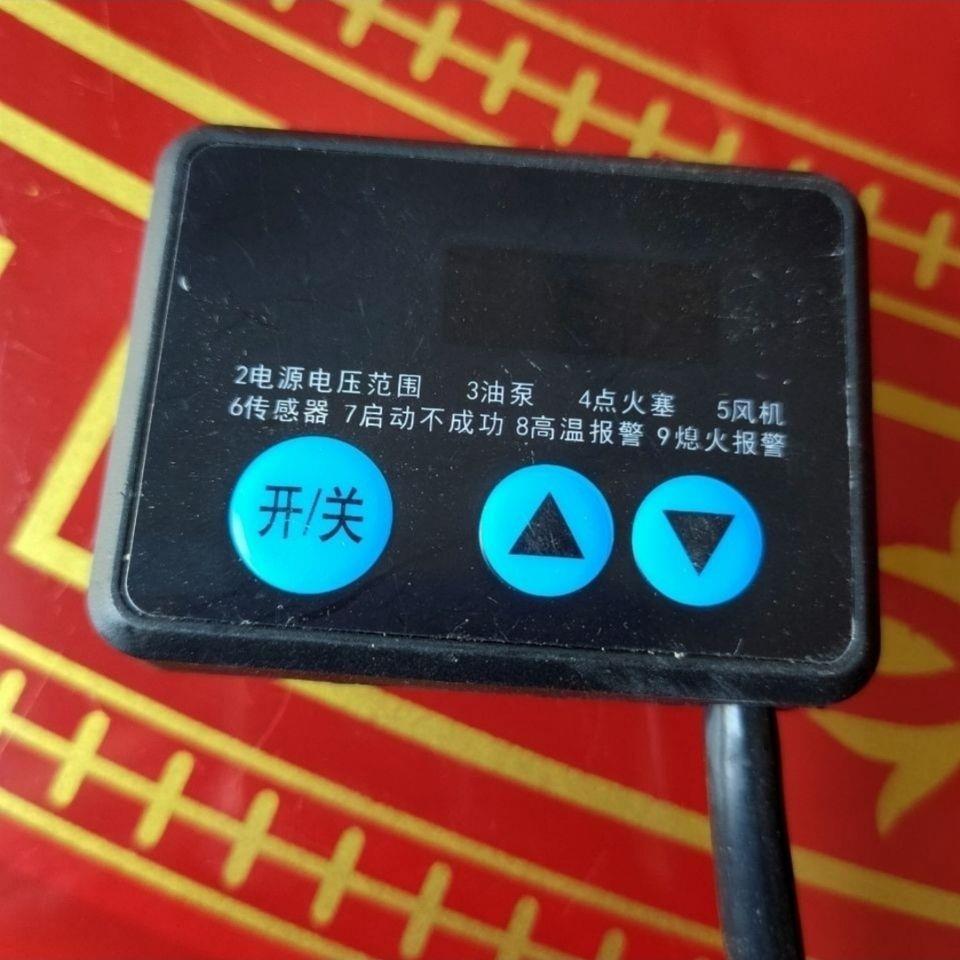 2电源电压范围 3油泵 4点火塞 5风机
6传感器 7启动不成功 8高温报警 9熄火报警
开/关